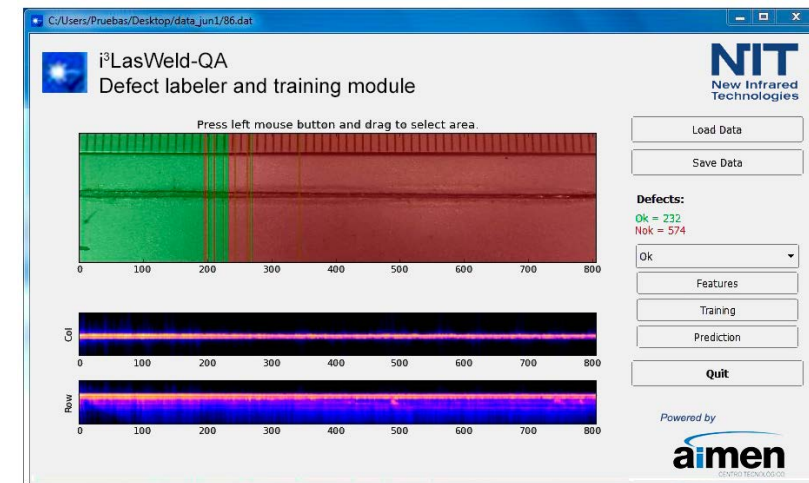 C:/Users/Pruebas/Desktop/data_jun1/86.dat
i³LasWeld-QA
Defect labeler and training module
NIT
New Infrared
Technologies
Press left mouse button and drag to select area.
0 100 200 300 400 500 600 700 800
Col
0 100 200 300 400 500 600 700 800
Row
0 100 200 300 400 500 600 700 800
Load Data
Save Data
Defects:
Ok = 232
Nok = 574
Ok
Features
Training
Prediction
Quit
Powered by
aimen
CENTRO TECNOLÓGICO